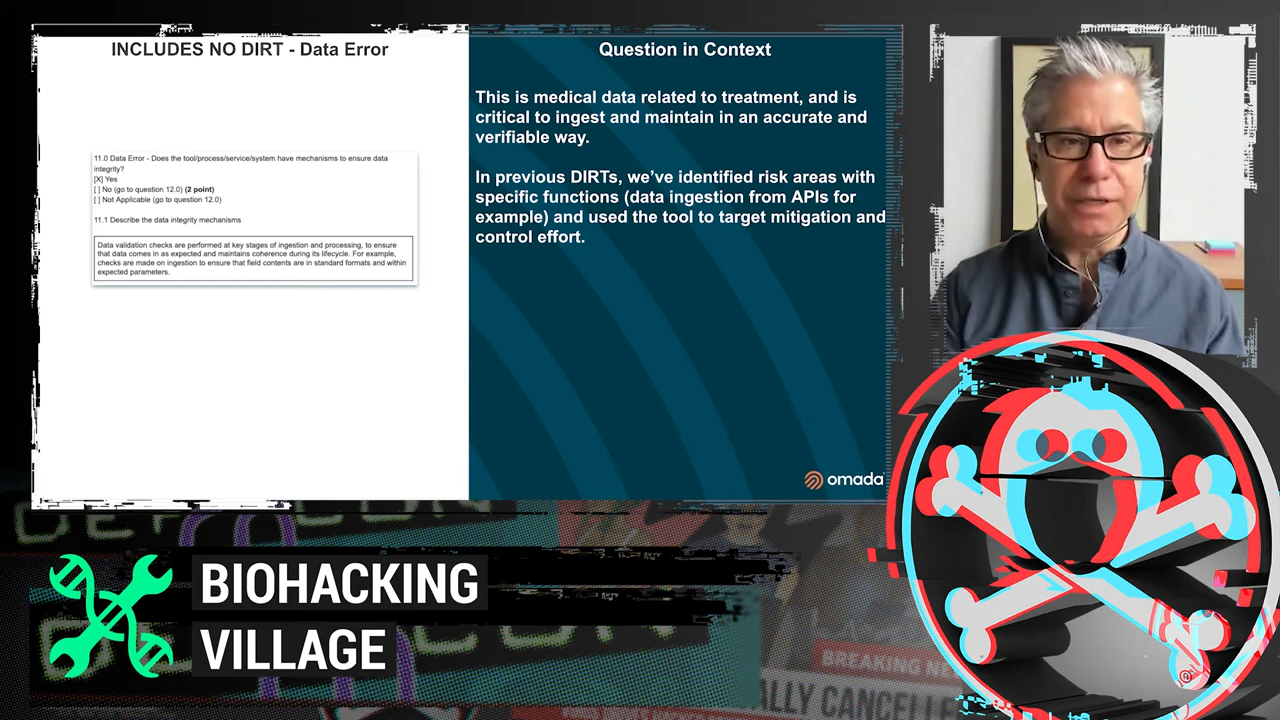 INCLUDES NO DIRT - Data Error
11.0 Data Error - Does the tool/process/service/system have mechanisms to ensure data
integrity?
[X] Yes
[ ] No (go to question 12.0) (2 point)
[ ] Not Applicable (go to question 12.0)
11.1 Describe the data integrity mechanisms
Data validation checks are performed at key stages of ingestion and processing, to ensure
that data comes in as expected and maintains coherence during its lifecycle. For example,
checks are made on ingestion to ensure that field contents are in standard formats and within
expected parameters.
Question in Context
This is medical data related to treatment, and is
critical to ingest and maintain in an accurate and
verifiable way.
In previous DIRTs, we’ve identified risk areas with
specific functions (data ingestion from APIs for
example) and used the tool to target mitigation and
control effort.
omada
BIOHACKING
VILLAGE
BREAKING NE
ALLY CANCELLE
®